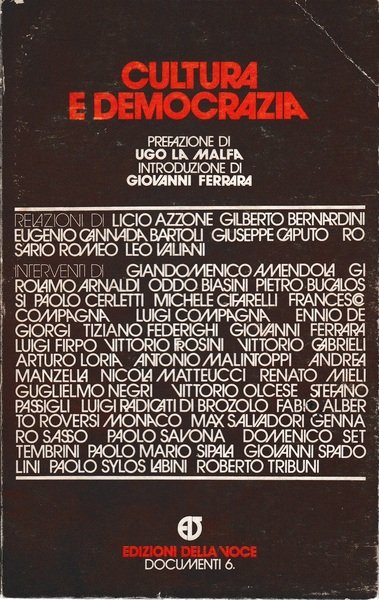 CULTURA
E DEMOCRAZIA
PREFAZIONE DI
UGO LA MALFA
INTRODUZIONE DI
GIOVANNI FERRARA
RELAZIONI DI LICIO AZZONE GILBERTO BERNARDINI
EUGENIO CANNADA BARTOLI GIUSEPPE CAPUTO RO
SARIO ROMEO LEO VALIANI
INTERVENTI DI GIANDOMENICO AMENDOLA GI
ROLAMO ARNALDI ODDO BIASINI PIETRO BUCALOS
SI PAOLO CERLETTI MICHELE CIFARELLI FRANCESCO
COMPAGNA LUIGI COMPAGNA ENNIO DE
GIORGI TIZIANO FEDERIGHI GIOVANNI FERRARA
LUIGI FIRPO VITTORIO FROSINI VITTORIO GABRIELI
ARTURO LORIA ANTONIO MALINTOPPI ANDREA
MANZELLA NICOLA MATTEUCCI RENATO MIELI
GUGLIELMO NEGRI VITTORIO OLCESE STEFANO
PASSIGLI LUIGI RADICATI DI BROZOLO FABIO ALBER
TO ROVERSI MONACO MAX SALVADORI GENNA
RO SASSO PAOLO SAVONA DOMENICO SET
TEMBRINI PAOLO MARIO SIPALA GIOVANNI SPADO
LINI PAOLO SYLOS LABINI ROBERTO TRIBUNI
EDIZIONI DELLA VOCE
DOCUMENTI 6.